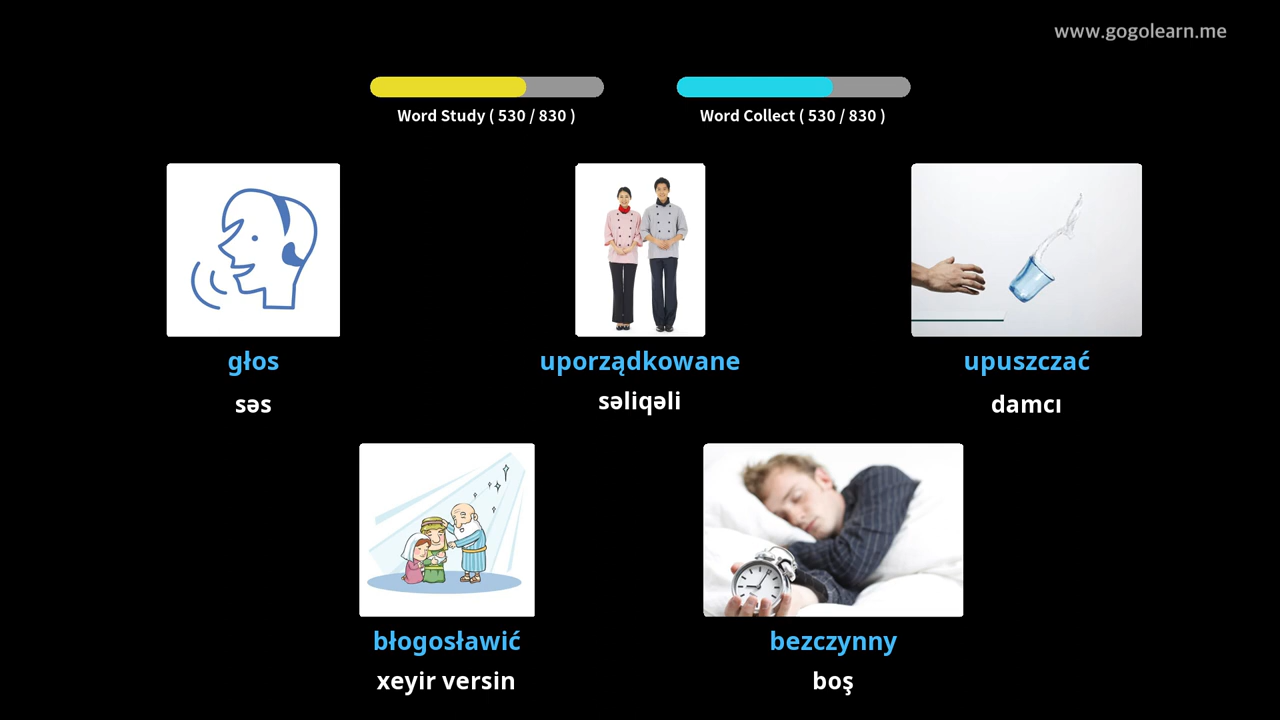 www.gogolearn.me
Word Study ( 530 / 830 )
Word Collect ( 530 / 830 )
głos
uporządkowane
upuszczać
səs
səliqəli
damcı
błogosławić
bezczynny
xeyir versin
boş